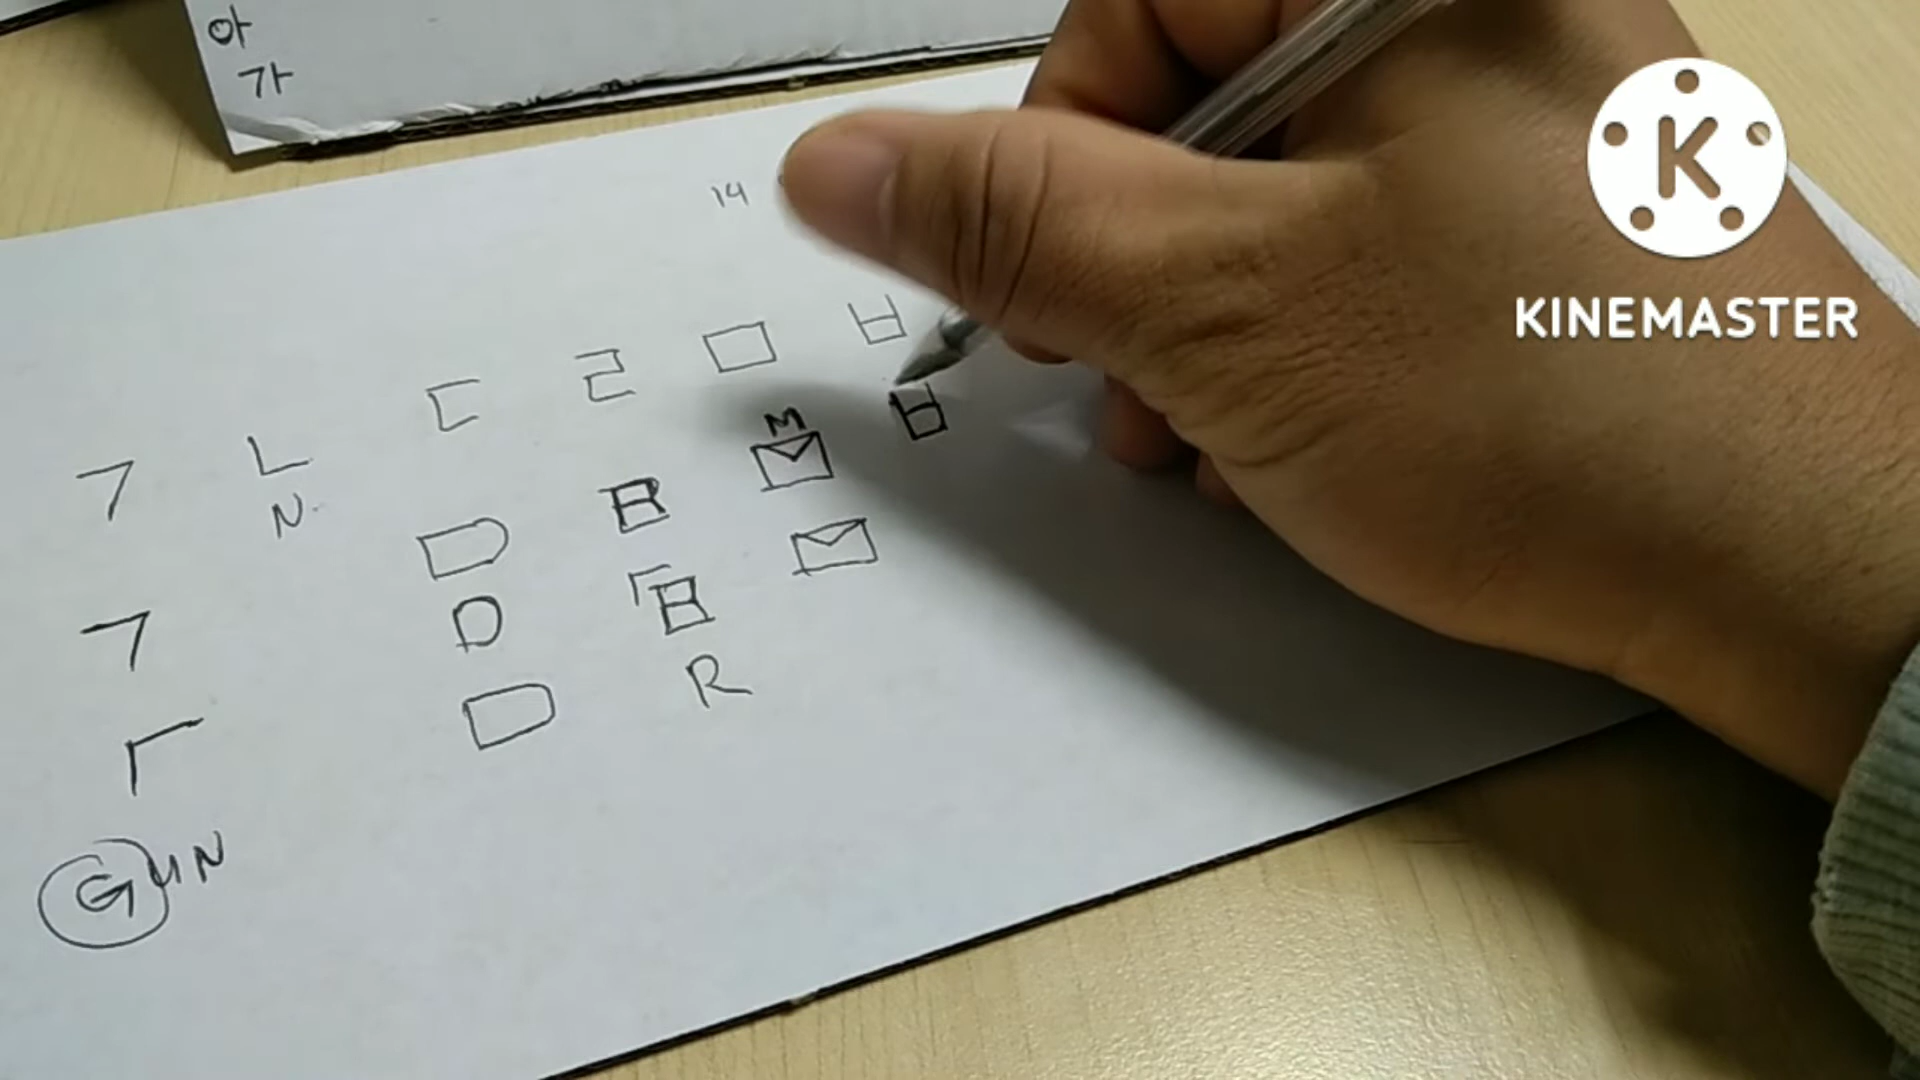 아
가
14
ㄱ ㄴ ㄷ ㄹ ㅁ ㅂ
N M ㅂ
ㄱ D
R
GUN
KINEMASTER